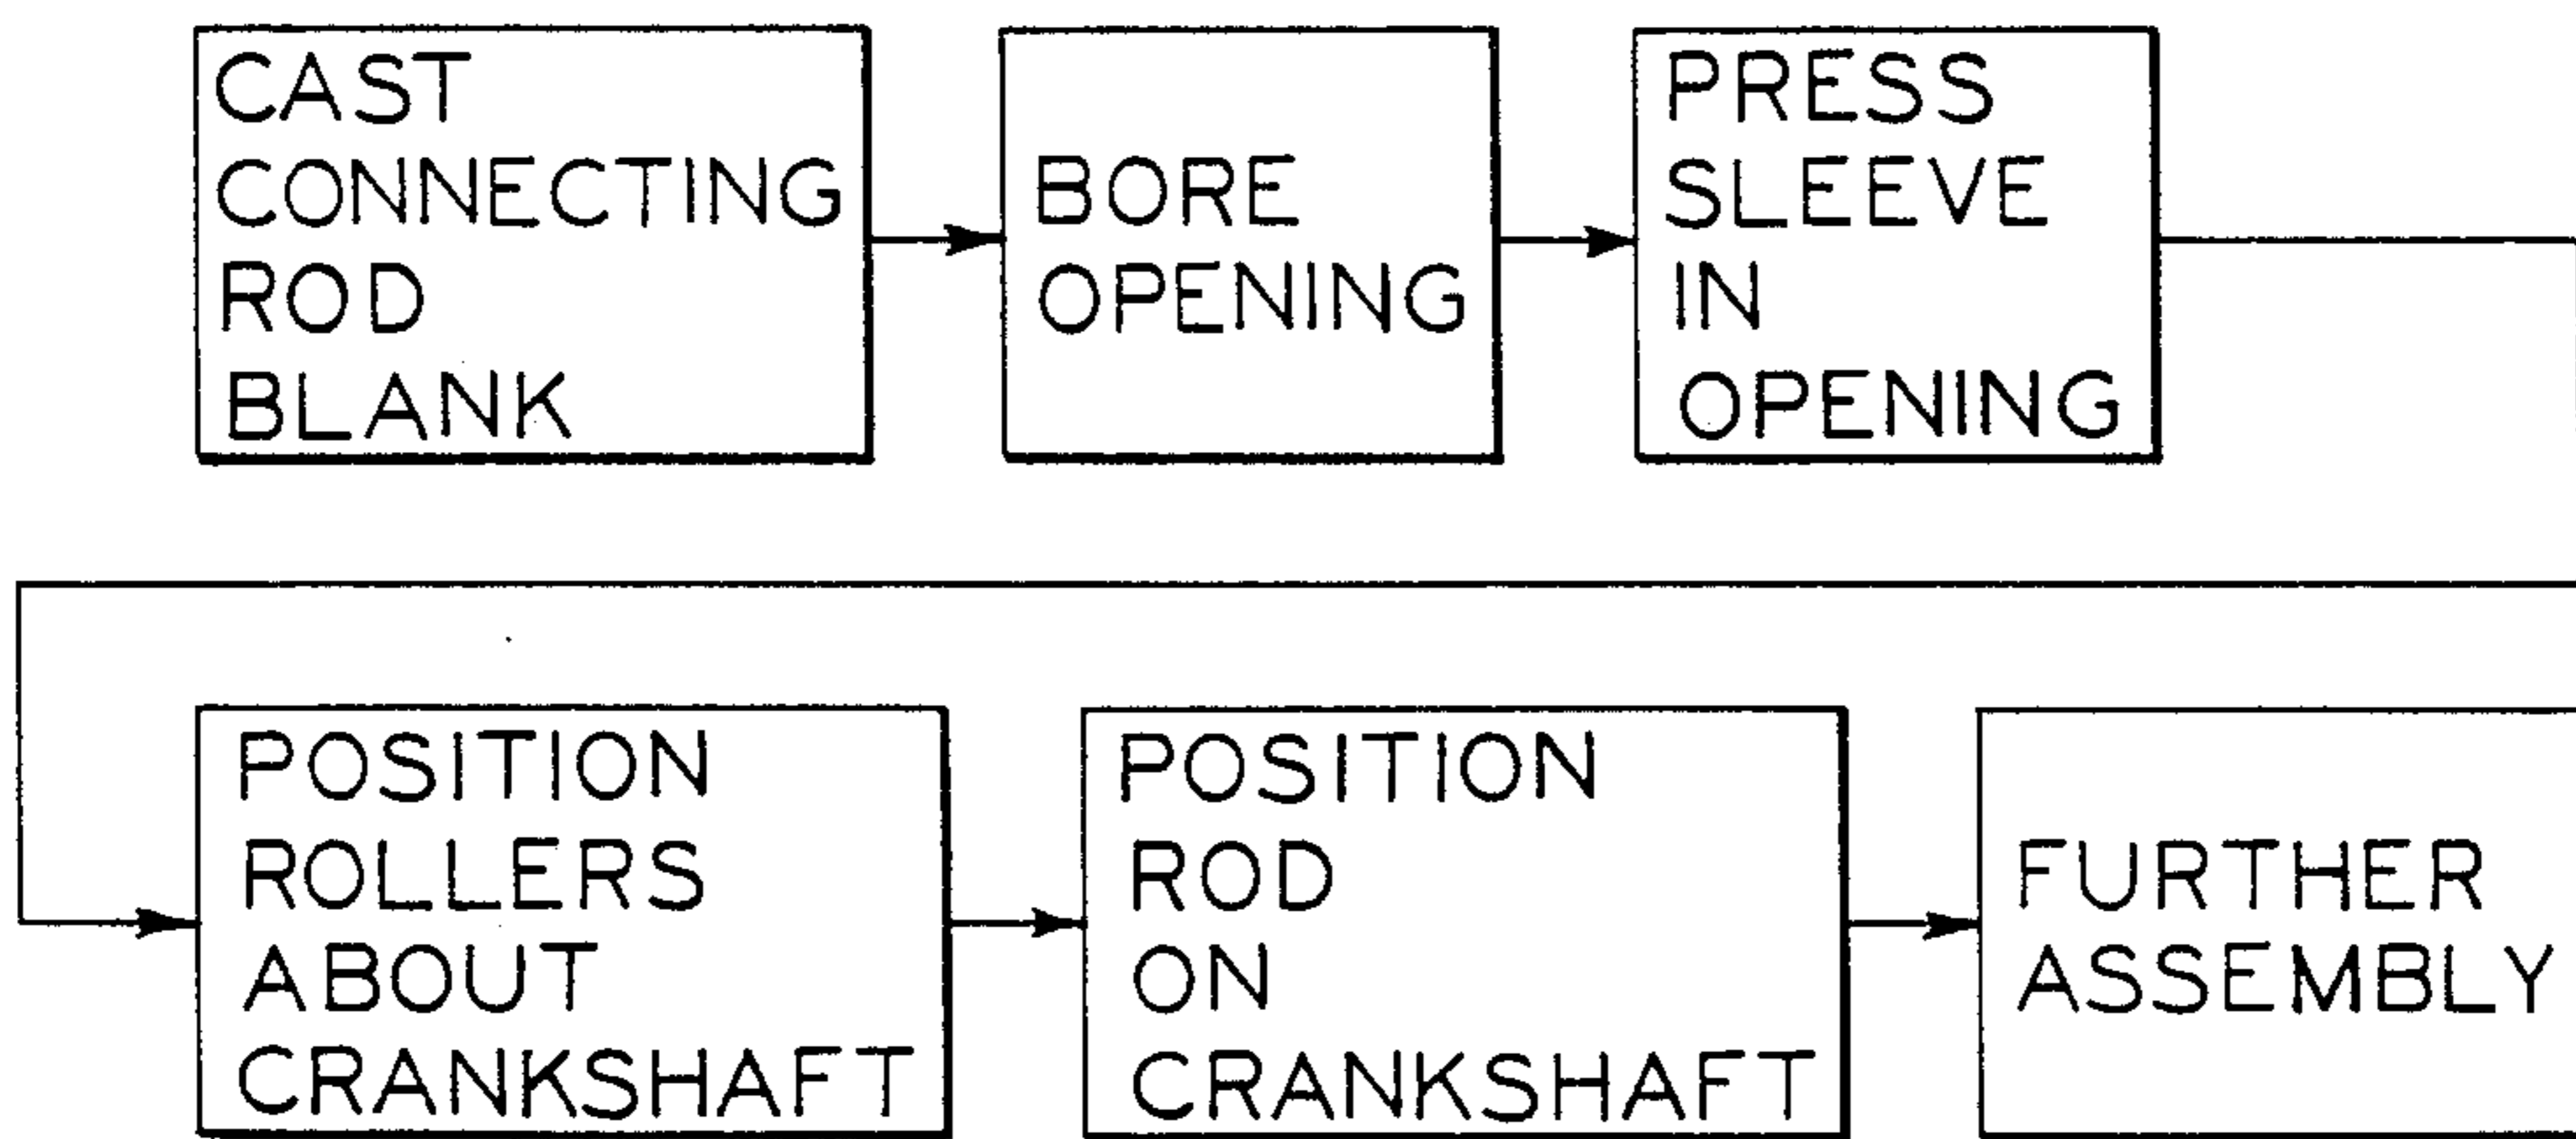 CAST
CONNECTING
ROD
BLANK
BORE
OPENING
PRESS
SLEEVE
IN
OPENING
POSITION
ROLLERS
ABOUT
CRANKSHAFT
POSITION
ROD
ON
CRANKSHAFT
FURTHER
ASSEMBLY